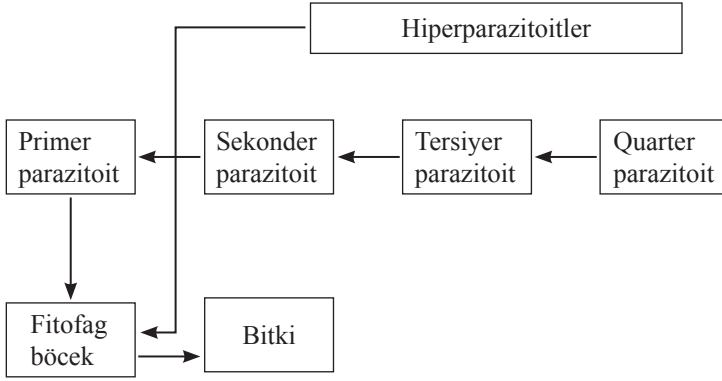 Hiperparazitoitler
Primer
parazitoit
Sekonder
parazitoit
Tersiyer
parazitoit
Quarter
parazitoit
Fitofag
böcek
Bitki